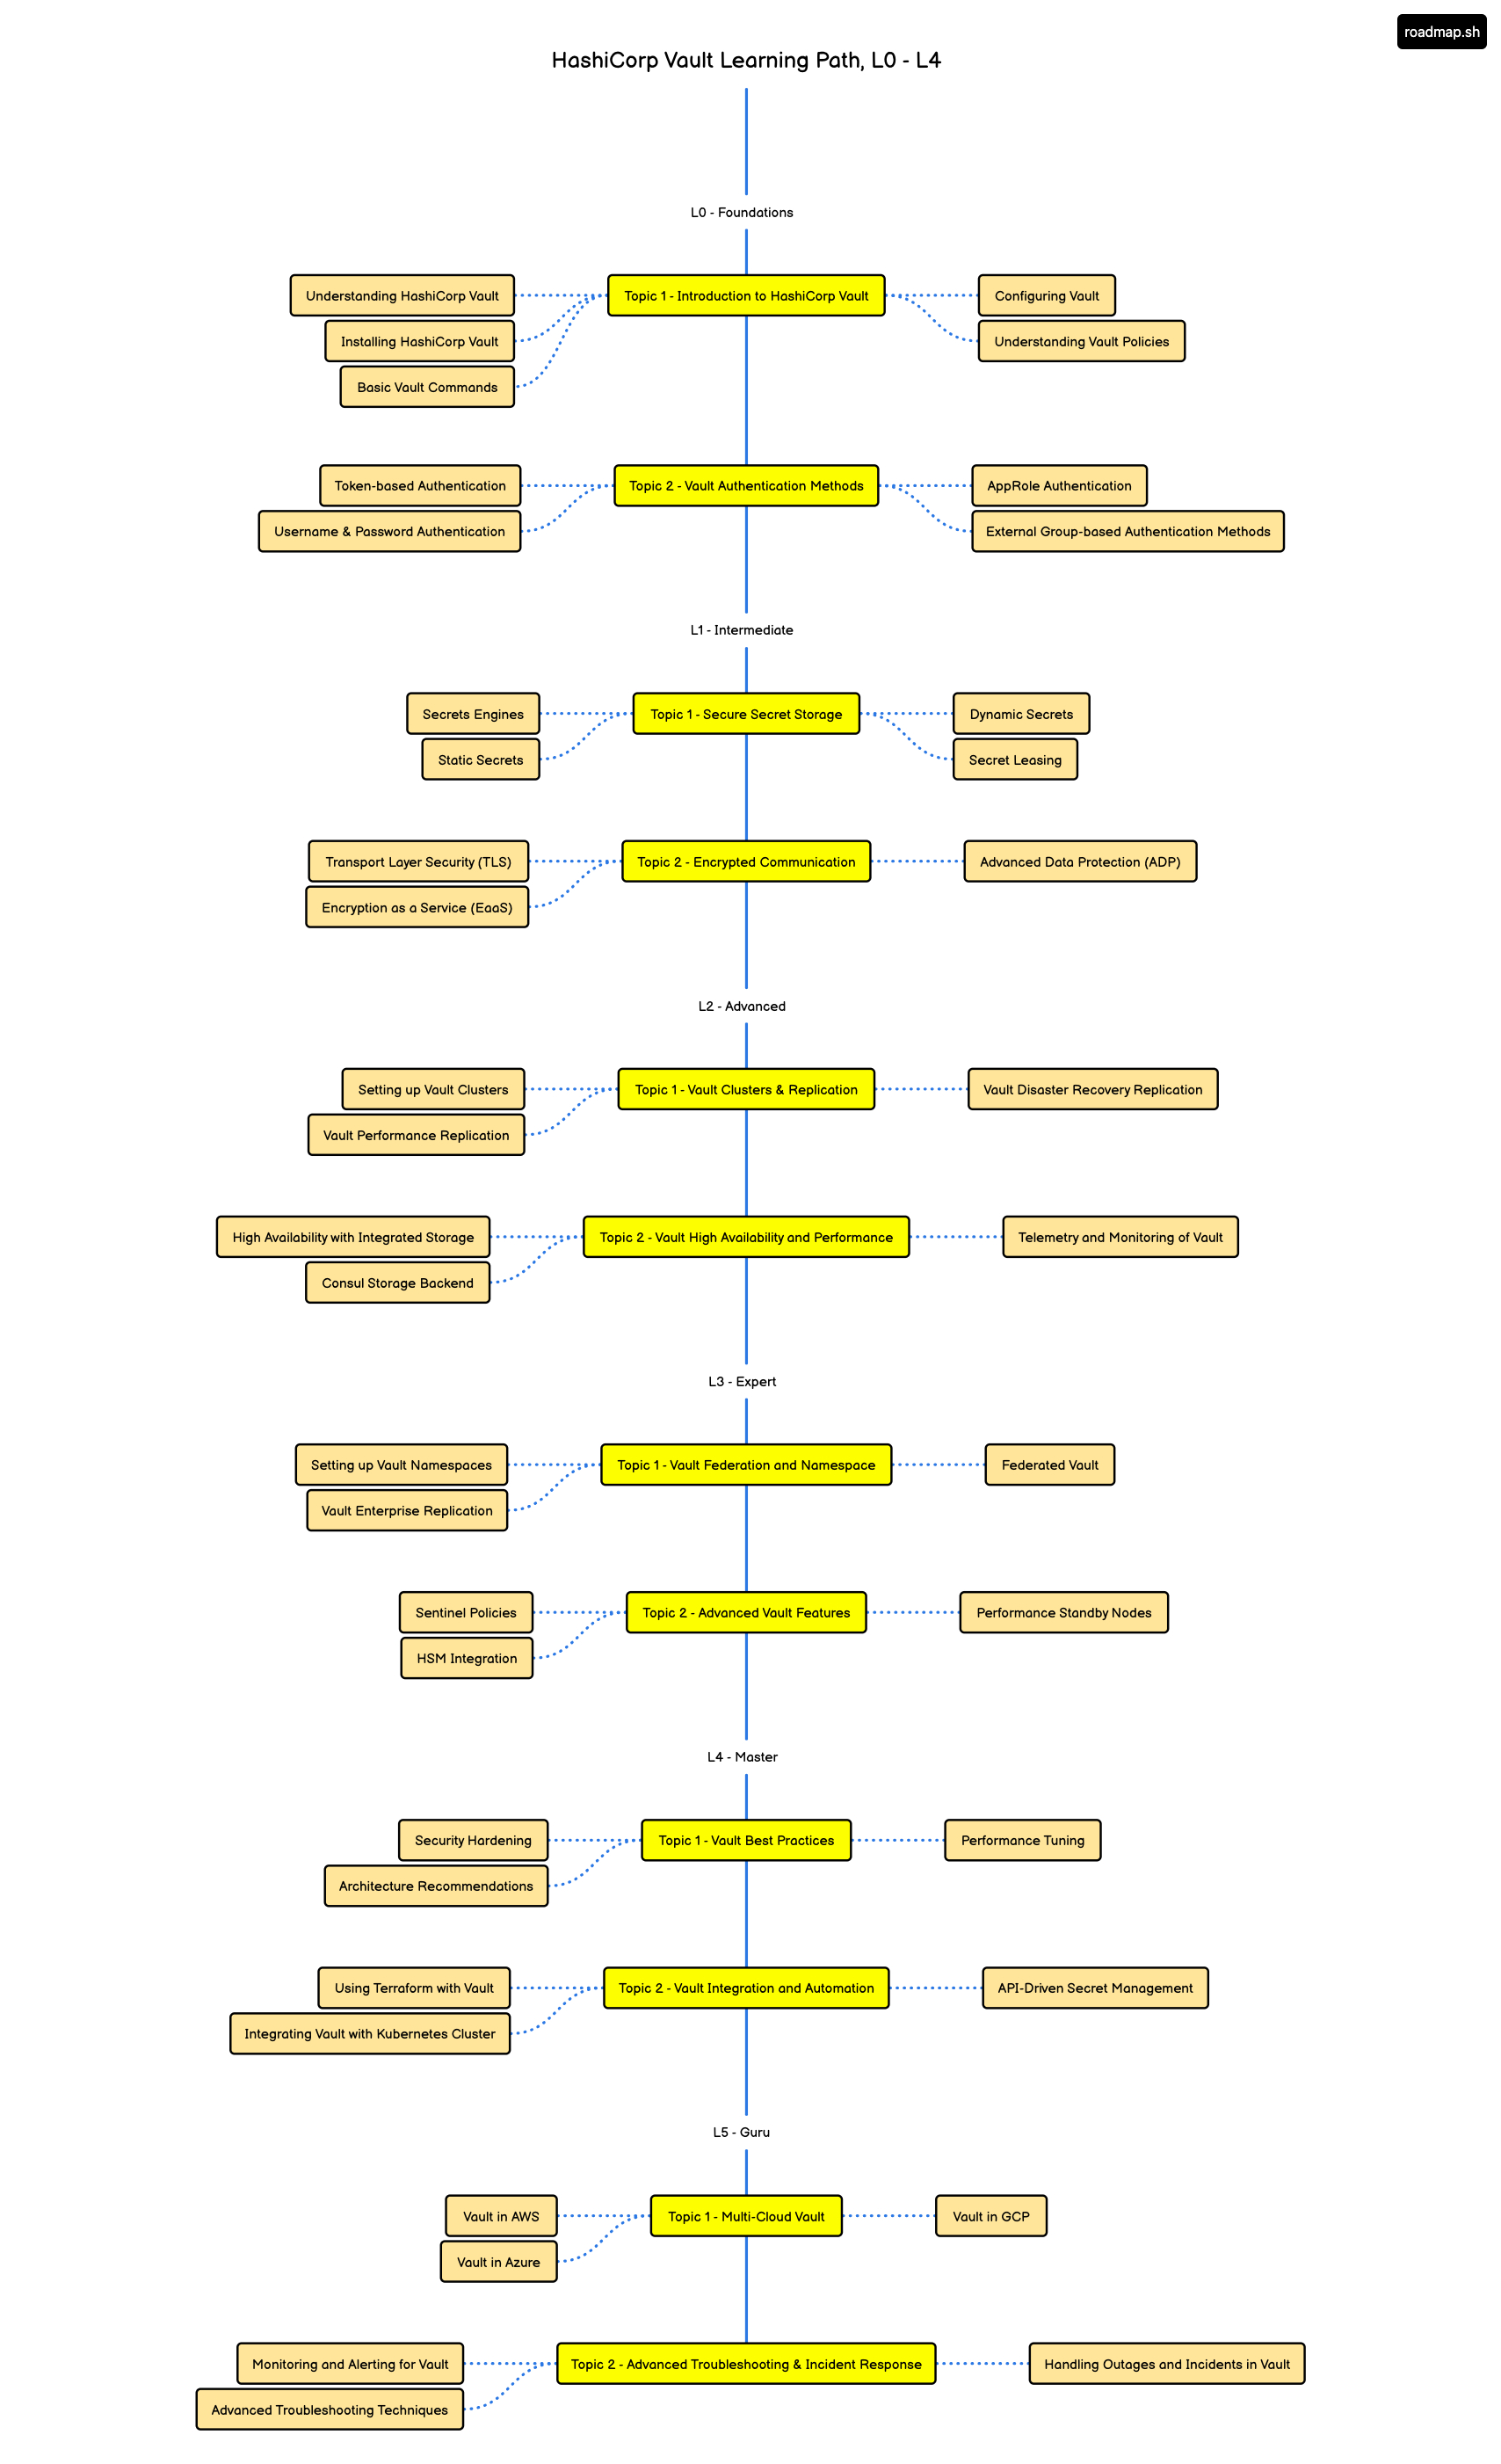 roadmap.sh
HashiCorp Vault Learning Path, L0 - L4
L0 - Foundations
Understanding HashiCorp Vault
Topic 1 - Introduction to HashiCorp Vault
Configuring Vault
Installing HashiCorp Vault
Understanding Vault Policies
Basic Vault Commands
Token-based Authentication
Topic 2 - Vault Authentication Methods
AppRole Authentication
Username & Password Authentication
External Group-based Authentication Methods
L1 - Intermediate
Secrets Engines
Topic 1 - Secure Secret Storage
Dynamic Secrets
Static Secrets
Secret Leasing
Transport Layer Security (TLS)
Topic 2 - Encrypted Communication
Advanced Data Protection (ADP)
Encryption as a Service (EaaS)
L2 - Advanced
Setting up Vault Clusters
Topic 1 - Vault Clusters & Replication
Vault Disaster Recovery Replication
Vault Performance Replication
High Availability with Integrated Storage
Topic 2 - Vault High Availability and Performance
Telemetry and Monitoring of Vault
Consul Storage Backend
L3 - Expert
Setting up Vault Namespaces
Topic 1 - Vault Federation and Namespace
Federated Vault
Vault Enterprise Replication
Sentinel Policies
Topic 2 - Advanced Vault Features
Performance Standby Nodes
HSM Integration
L4 - Master
Security Hardening
Topic 1 - Vault Best Practices
Performance Tuning
Architecture Recommendations
Using Terraform with Vault
Topic 2 - Vault Integration and Automation
API-Driven Secret Management
Integrating Vault with Kubernetes Cluster
L5 - Guru
Vault in AWS
Topic 1 - Multi-Cloud Vault
Vault in GCP
Vault in Azure
Monitoring and Alerting for Vault
Topic 2 - Advanced Troubleshooting & Incident Response
Handling Outages and Incidents in Vault
Advanced Troubleshooting Techniques